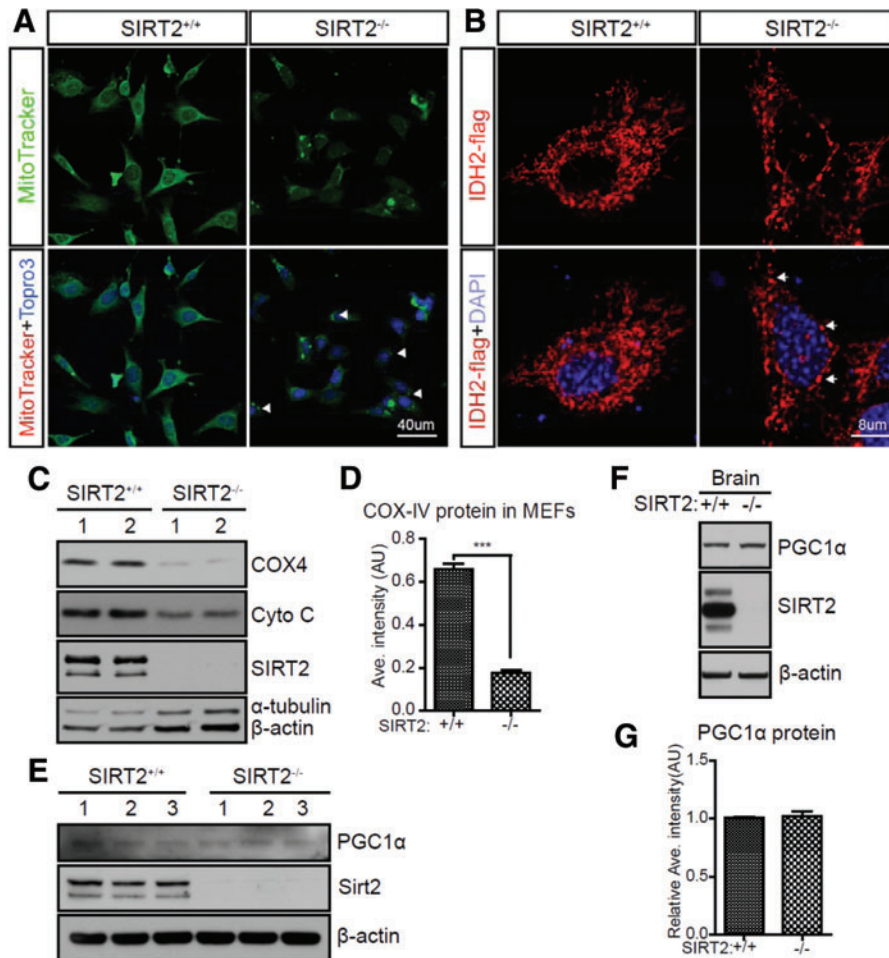 A
SIRT2+/+
SIRT2-/-
MitoTracker
MitoTracker+Topro3
40um
B
SIRT2+/+
SIRT2-/-
IDH2-flag
IDH2-flag+DAPI
8um
C
SIRT2+/+ SIRT2-/-
1 2 1 2
COX4
Cyto C
SIRT2
α-tubulin
β-actin
D
COX-IV protein in MEFs
Ave. intensity (AU)
***
0.6
0.4
0.2
0.0
SIRT2: +/+ -/-
E
SIRT2+/+ SIRT2-/-
1 2 3 1 2 3
PGC1α
Sirt2
β-actin
F
Brain
SIRT2: +/+ -/-
PGC1α
SIRT2
β-actin
G
PGC1α protein
Relative Ave. intensity(AU)
1.5
1.0
0.5
0.0
SIRT2:+/+ -/-